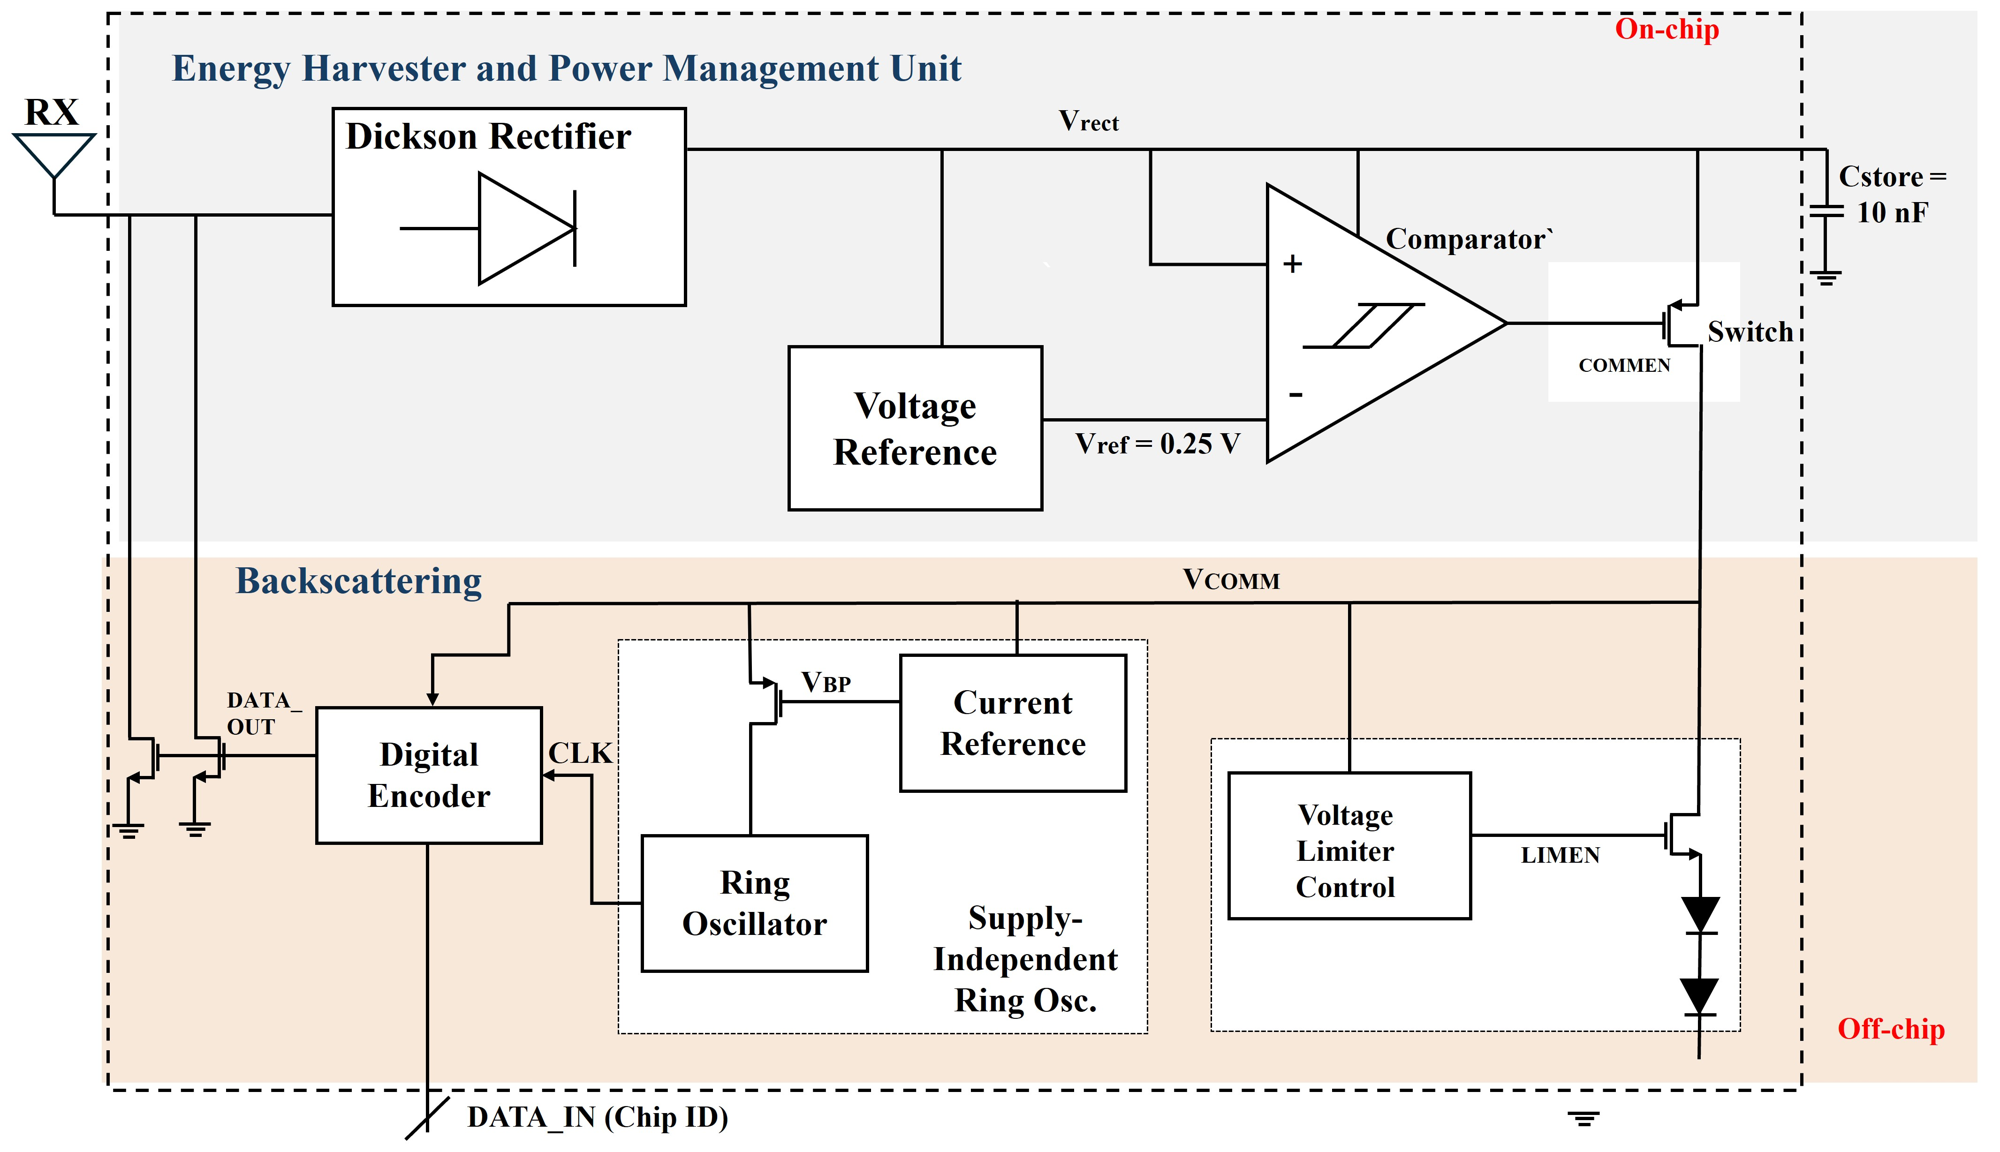 On-chip
Energy Harvester and Power Management Unit
RX
Dickson Rectifier
Vrect
Cstore =
10 nF
Comparator`
+
-
Switch
COMMEN
Voltage
Reference
Vref = 0.25 V
Backscattering
VCOMM
DATA_
OUT
Digital
Encoder
CLK
VBP
Current
Reference
Ring
Oscillator
Supply-
Independent
Ring Osc.
Voltage
Limiter
Control
LIMEN
Off-chip
DATA_IN (Chip ID)